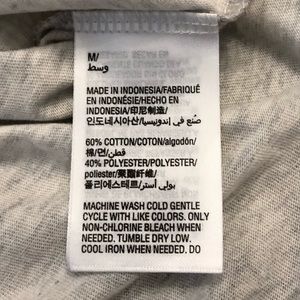 M/
وسط
MADE IN INDONESIA/FABRIQUÉ
EN INDONÉSIE/HECHO EN
INDONESIA/印尼制造/
인도네시아산/صنع في إندونيسيا
60% COTTON/COTON/algodón/
棉/면/قطن
40% POLYESTER/POLYESTER/
poliester/聚酯纤维/
폴리에스테르/بولي أستر
MACHINE WASH COLD GENTLE
CYCLE WITH LIKE COLORS. ONLY
NON-CHLORINE BLEACH WHEN
NEEDED. TUMBLE DRY LOW.
COOL IRON WHEN NEEDED. DO